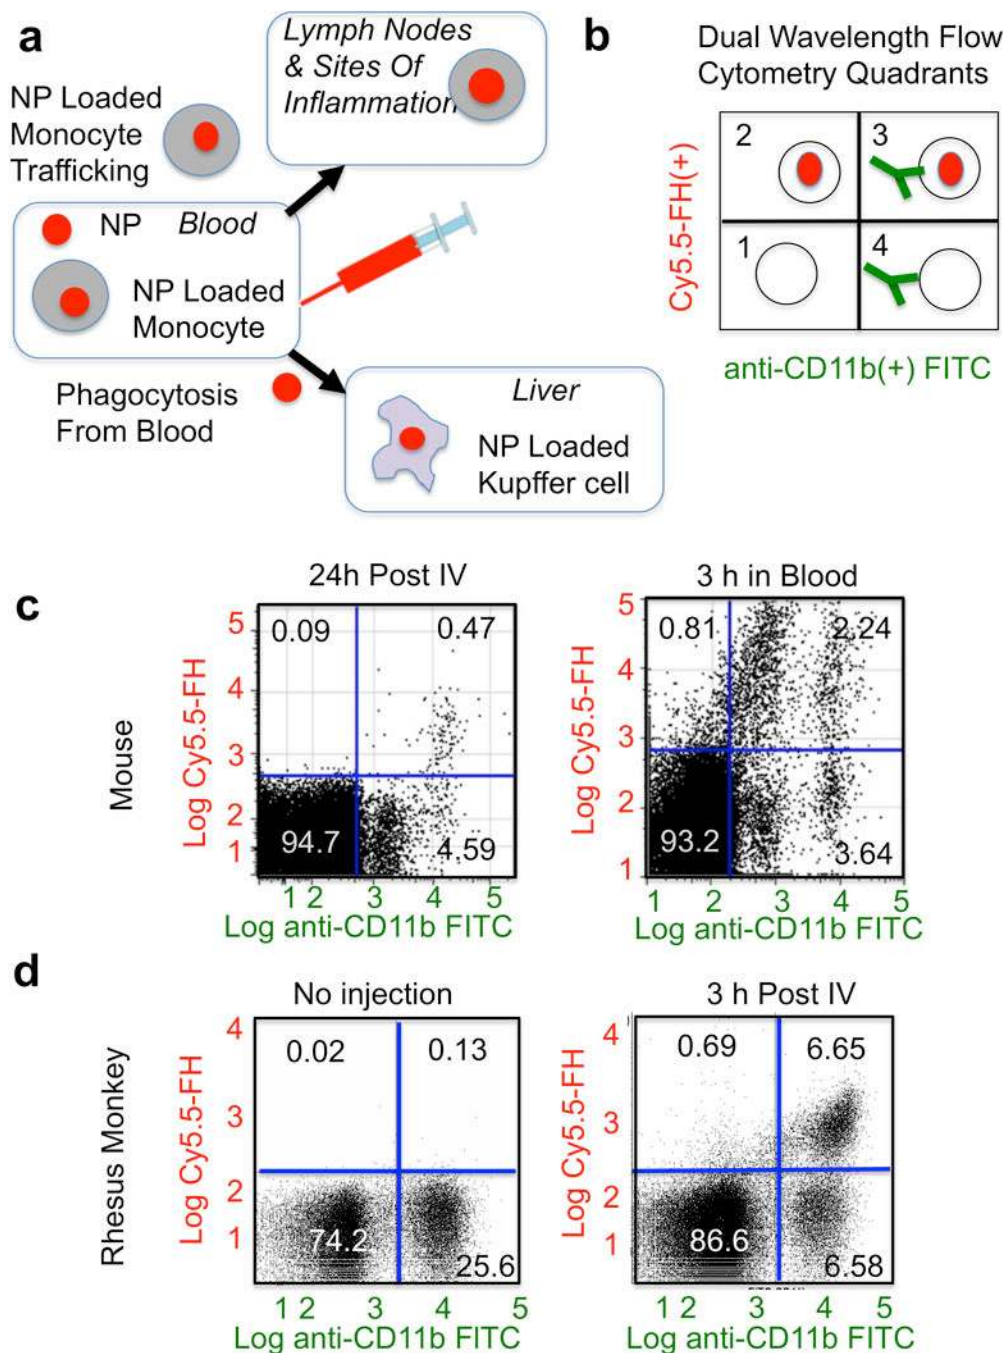 a
Lymph Nodes
& Sites Of
Inflammation
NP Loaded
Monocyte
Trafficking
NP Blood
NP Loaded
Monocyte
Phagocytosis
From Blood
Liver
NP Loaded
Kupffer cell
b
Dual Wavelength Flow
Cytometry Quadrants
Cy5.5-FH(+)
2
3
1
4
anti-CD11b(+) FITC
c
Mouse
24h Post IV
Log Cy5.5-FH
5
4
3
2
1
0.09
0.47
94.7
4.59
1 2 3 4 5
Log anti-CD11b FITC
3 h in Blood
Log Cy5.5-FH
5
4
3
2
1
0.81
2.24
93.2
3.64
1 2 3 4 5
Log anti-CD11b FITC
d
Rhesus Monkey
No injection
Log Cy5.5-FH
4
3
2
1
0.02
0.13
74.2
25.6
1 2 3 4 5
Log anti-CD11b FITC
3 h Post IV
Log Cy5.5-FH
4
3
2
1
0.69
6.65
86.6
6.58
1 2 3 4 5
Log anti-CD11b FITC